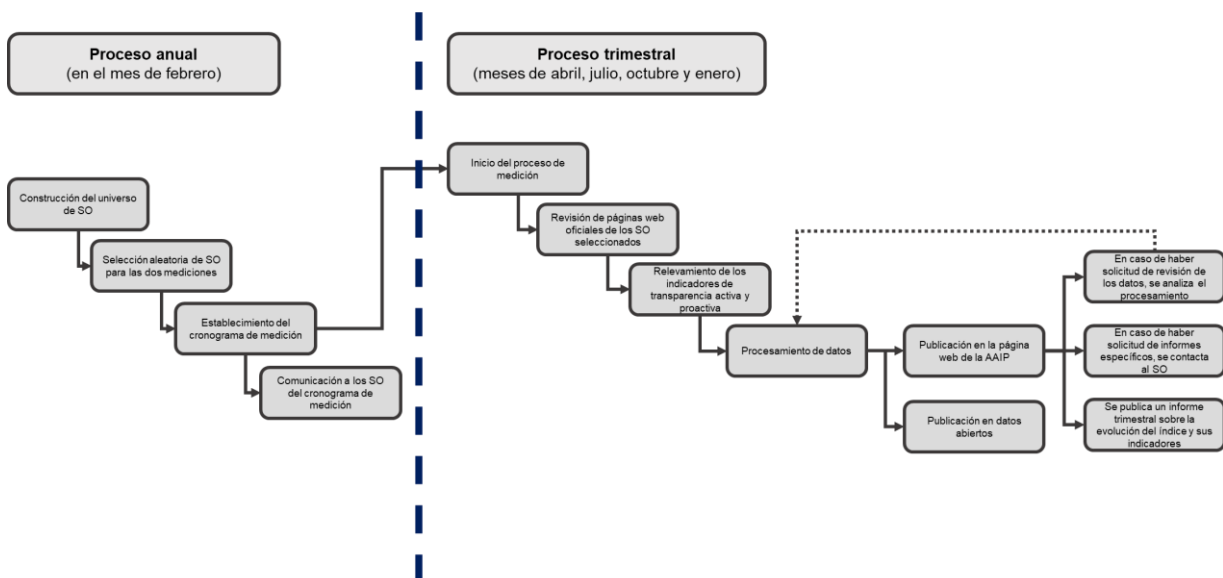 Proceso anual
(en el mes de febrero)
Proceso trimestral
(meses de abril, julio, octubre y enero)
Construcción del universo
de SO
Selección aleatoria de SO
para las dos mediciones
Establecimiento del
cronograma de medición
Comunicación a los SO
del cronograma de
medición
Inicio del proceso de
medición
Revisión de páginas web
oficiales de los SO
seleccionados
Relevamiento de los
indicadores de
transparencia activa y
proactiva
Procesamiento de datos
Publicación en la página
web de la AAIP
Publicación en datos
abiertos
En caso de haber
solicitud de revisión de
los datos, se analiza el
procesamiento
En caso de haber
solicitud de informes
específicos, se contacta
al SO
Se publica un informe
trimestral sobre la
evolución del índice y sus
indicadores